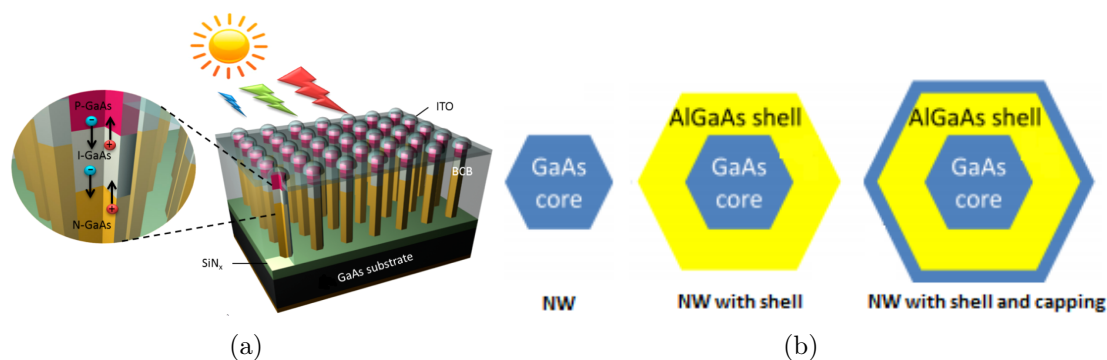 P-GaAs
I-GaAs
N-GaAs
SiNₓ
GaAs substrate
ITO
BCB
(a)
GaAs
core
NW
AlGaAs shell
GaAs
core
NW with shell
AlGaAs shell
GaAs
core
NW with shell and capping
(b)